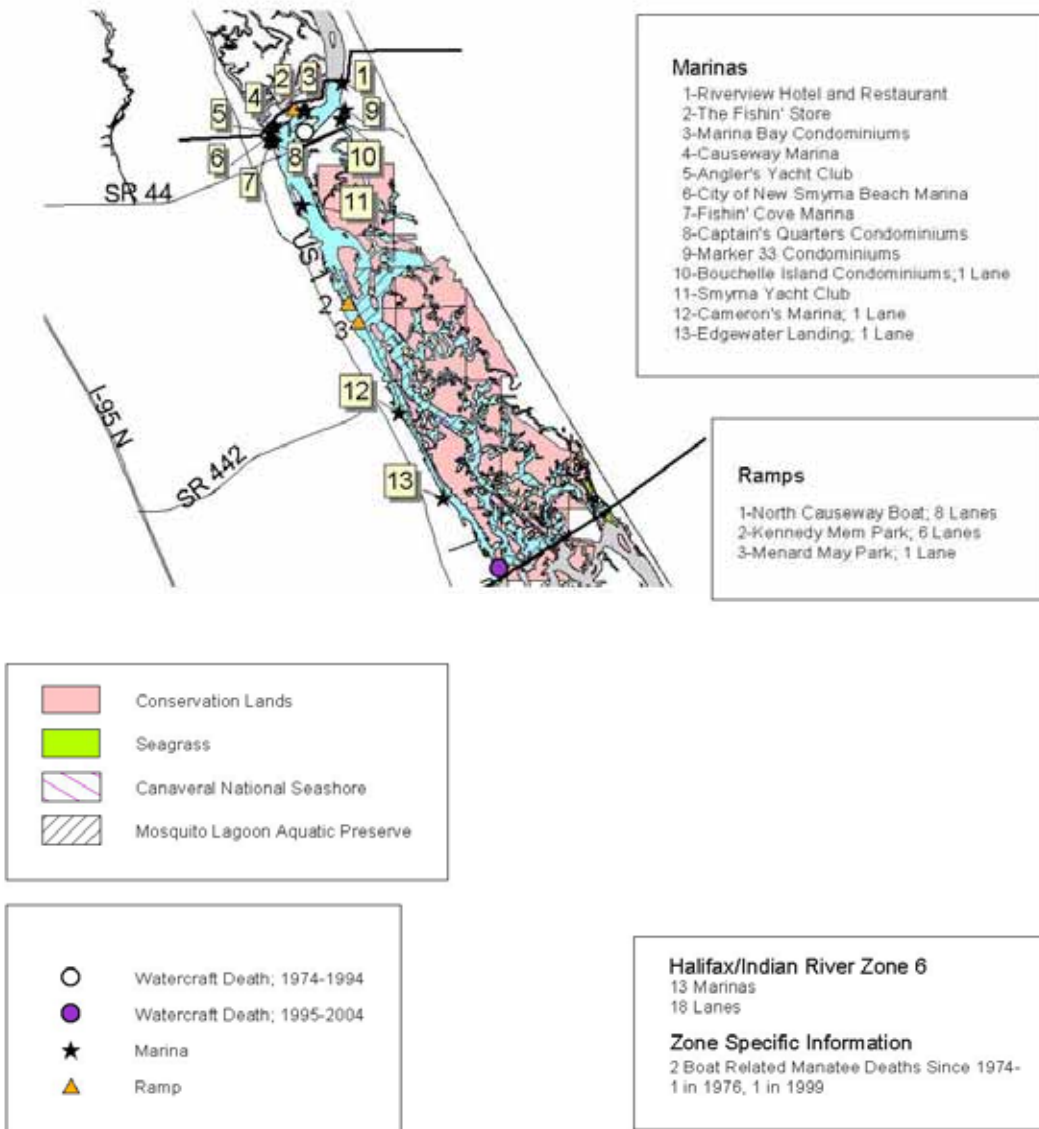 2
3
1
4
5
9
6
8
10
7
SR 44
11
US 1
2
3
12
I-95 N
SR 442
13
Marinas
1-Riverview Hotel and Restaurant
2-The Fishin' Store
3-Marina Bay Condominiums
4-Causeway Marina
5-Angler's Yacht Club
6-City of New Smyrna Beach Marina
7-Fishin' Cove Marina
8-Captain's Quarters Condominiums
9-Marker 33 Condominiums
10-Bouchelle Island Condominiums; 1 Lane
11-Smyrna Yacht Club
12-Cameron's Marina; 1 Lane
13-Edgewater Landing; 1 Lane
Ramps
1-North Causeway Boat; 8 Lanes
2-Kennedy Mem Park; 6 Lanes
3-Menard May Park; 1 Lane
Conservation Lands
Seagrass
Canaveral National Seashore
Mosquito Lagoon Aquatic Preserve
Watercraft Death; 1974-1994
Watercraft Death; 1995-2004
Marina
Ramp
Halifax/Indian River Zone 6
13 Marinas
18 Lanes
Zone Specific Information
2 Boat Related Manatee Deaths Since 1974-
1 in 1976, 1 in 1999